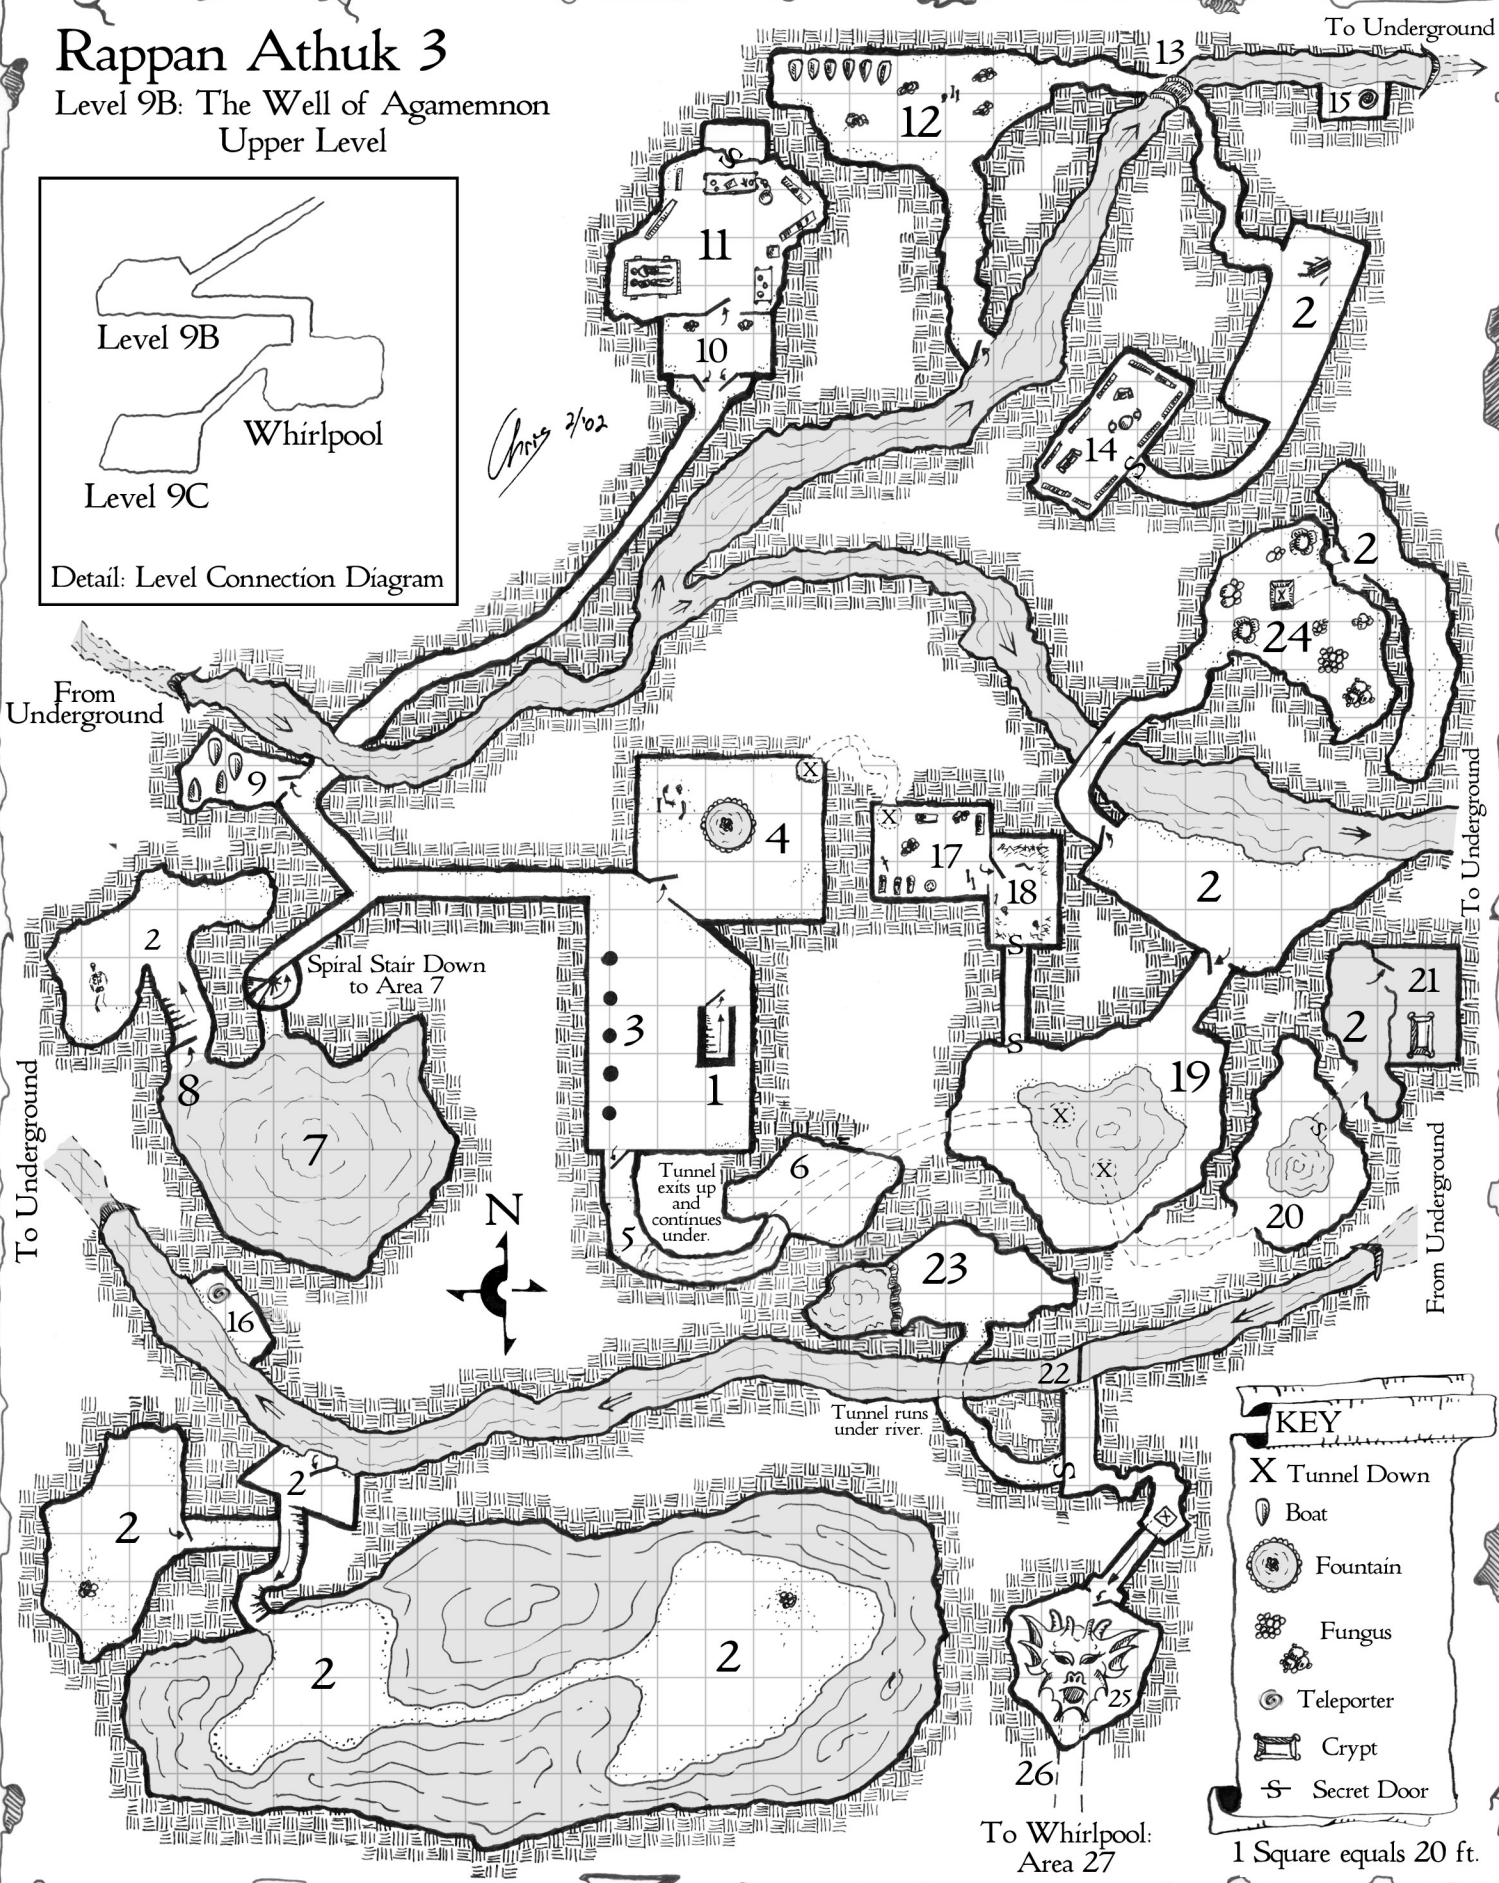 Rappan Athuk 3
Level 9B: The Well of Agamemnon
Upper Level
To Underground
13
15
12
S
11
10
2
14
S
Level 9B
Whirlpool
Level 9C
Detail: Level Connection Diagram
Chris 2/'02
2
X
24
From
Underground
9
X
4
X
17
18
2
To Underground
2
Spiral Stair Down
to Area 7
S
21
3
2
1
S
19
8
7
X
S
X
6
Tunnel
exits up
and
continues
under.
5
20
To Underground
From Underground
N
23
16
22
Tunnel runs
under river.
S
2
X
2
2
2
25
26
To Whirlpool:
Area 27
KEY
X Tunnel Down
Boat
Fountain
Fungus
Teleporter
Crypt
S Secret Door
1 Square equals 20 ft.